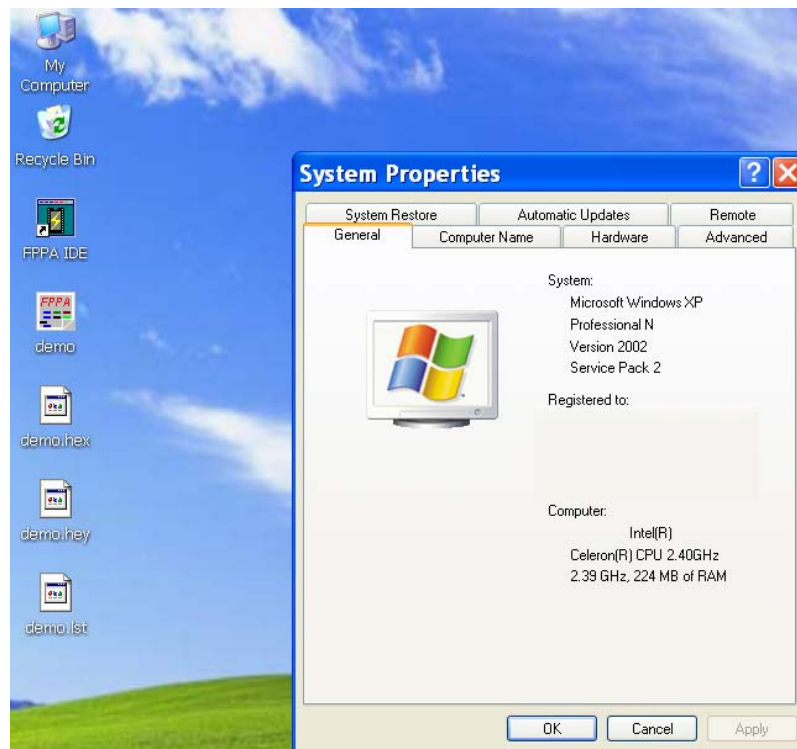 My
Computer
Recycle Bin
FPPA IDE
FPPA
demo
demo.hex
demo.hey
demo.lst
System Properties
System Restore
Automatic Updates
Remote
General
Computer Name
Hardware
Advanced
System:
Microsoft Windows XP
Professional N
Version 2002
Service Pack 2
Registered to:
Computer:
Intel(R)
Celeron(R) CPU 2.40GHz
2.39 GHz, 224 MB of RAM
OK
Cancel
Apply